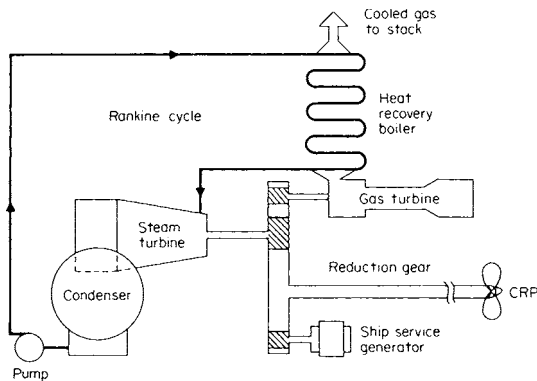 Cooled gas
to stack
Rankine cycle
Heat
recovery
boiler
Gas turbine
Steam
turbine
Reduction gear
Condenser
CRP
Ship service
generator
Pump